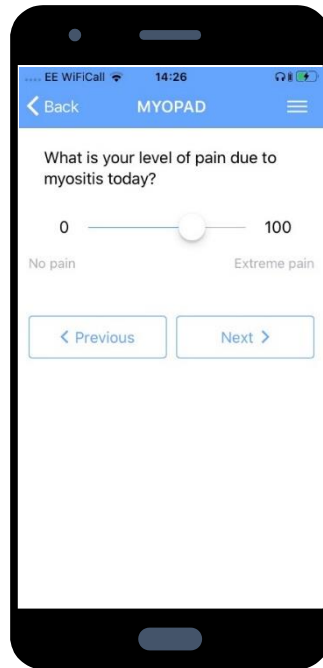 .... EE WiFiCall 14:26
Back MYOPAD
What is your level of pain due to
myositis today?
0 100
No pain Extreme pain
< Previous Next >